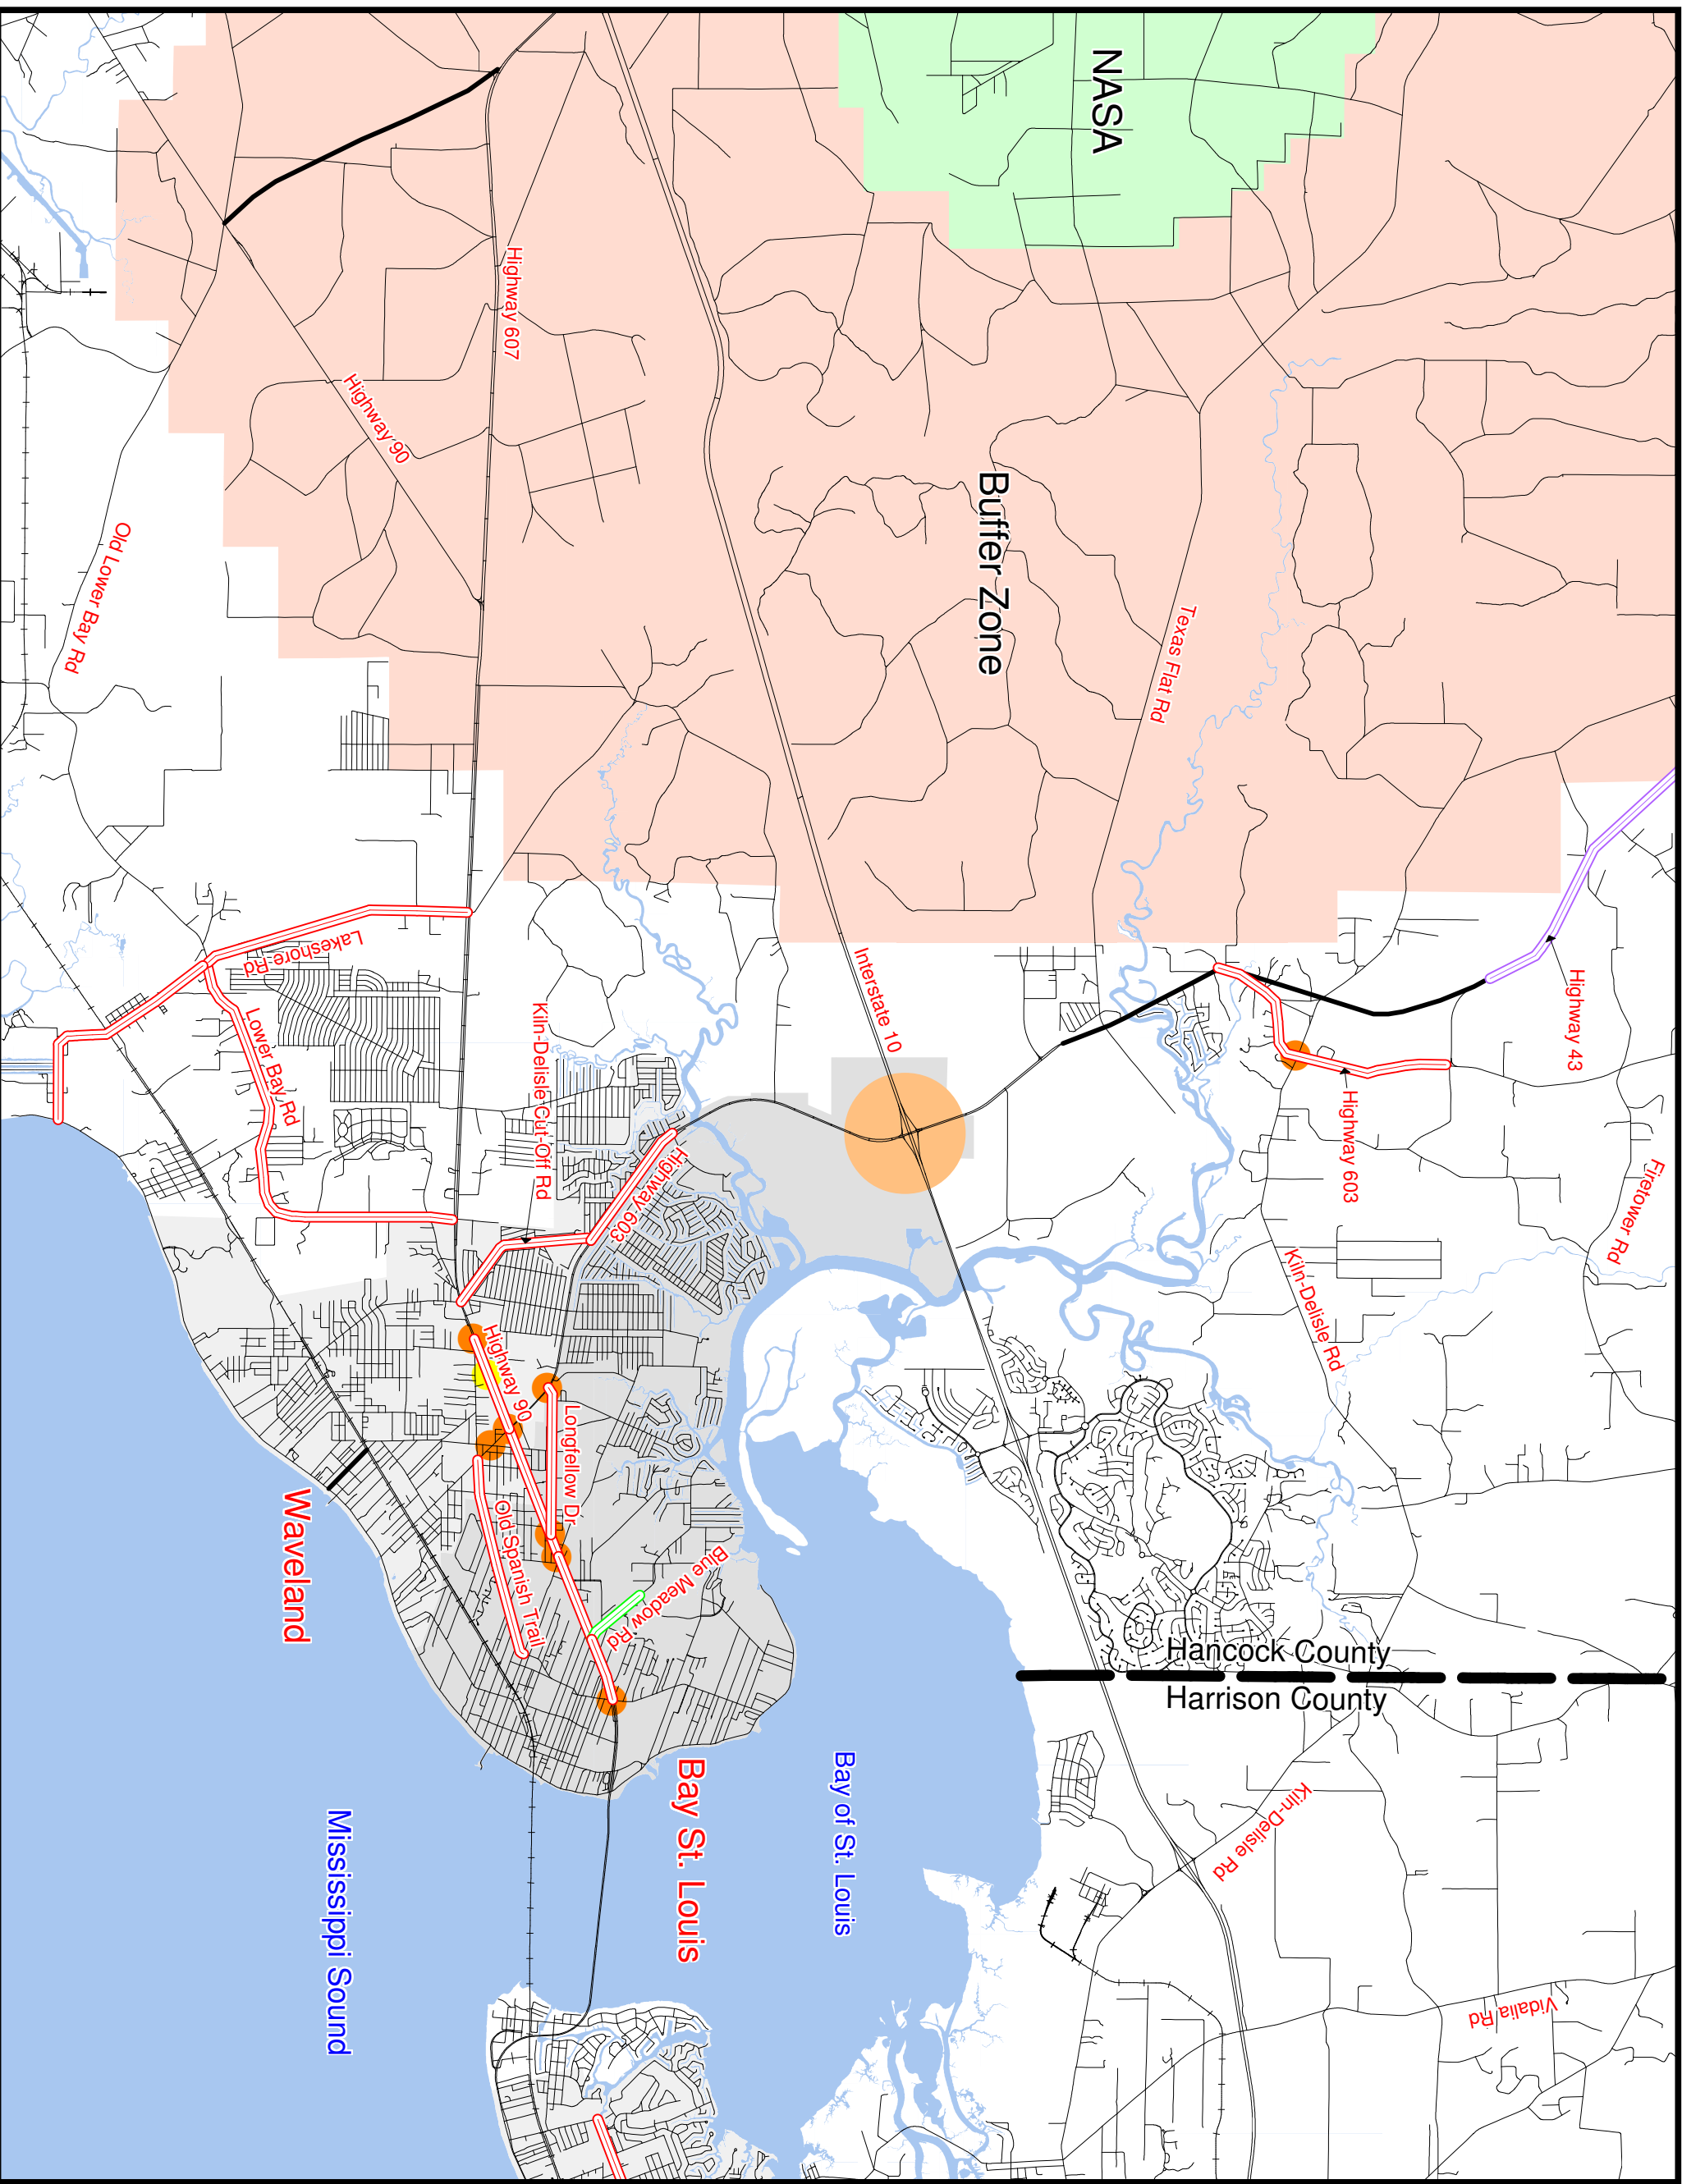 NASA
Highway 43
Firetower Rd
Highway 603
Kiln-Delisle Rd
Texas Flat Rd
Buffer Zone
Interstate 10
Highway 607
Highway 90
Old Lower Bay Rd
Lakeshore Rd
Lower Bay Rd
Kiln-Delisle Cut-Off Rd
Highway 603
Highway 90
Longfellow Dr
Old Spanish Trail
Blue Meadow Rd
Waveland
Bay St. Louis
Bay of St. Louis
Mississippi Sound
Hancock County
Harrison County
Kiln-Delisle Rd
Vidalia Rd